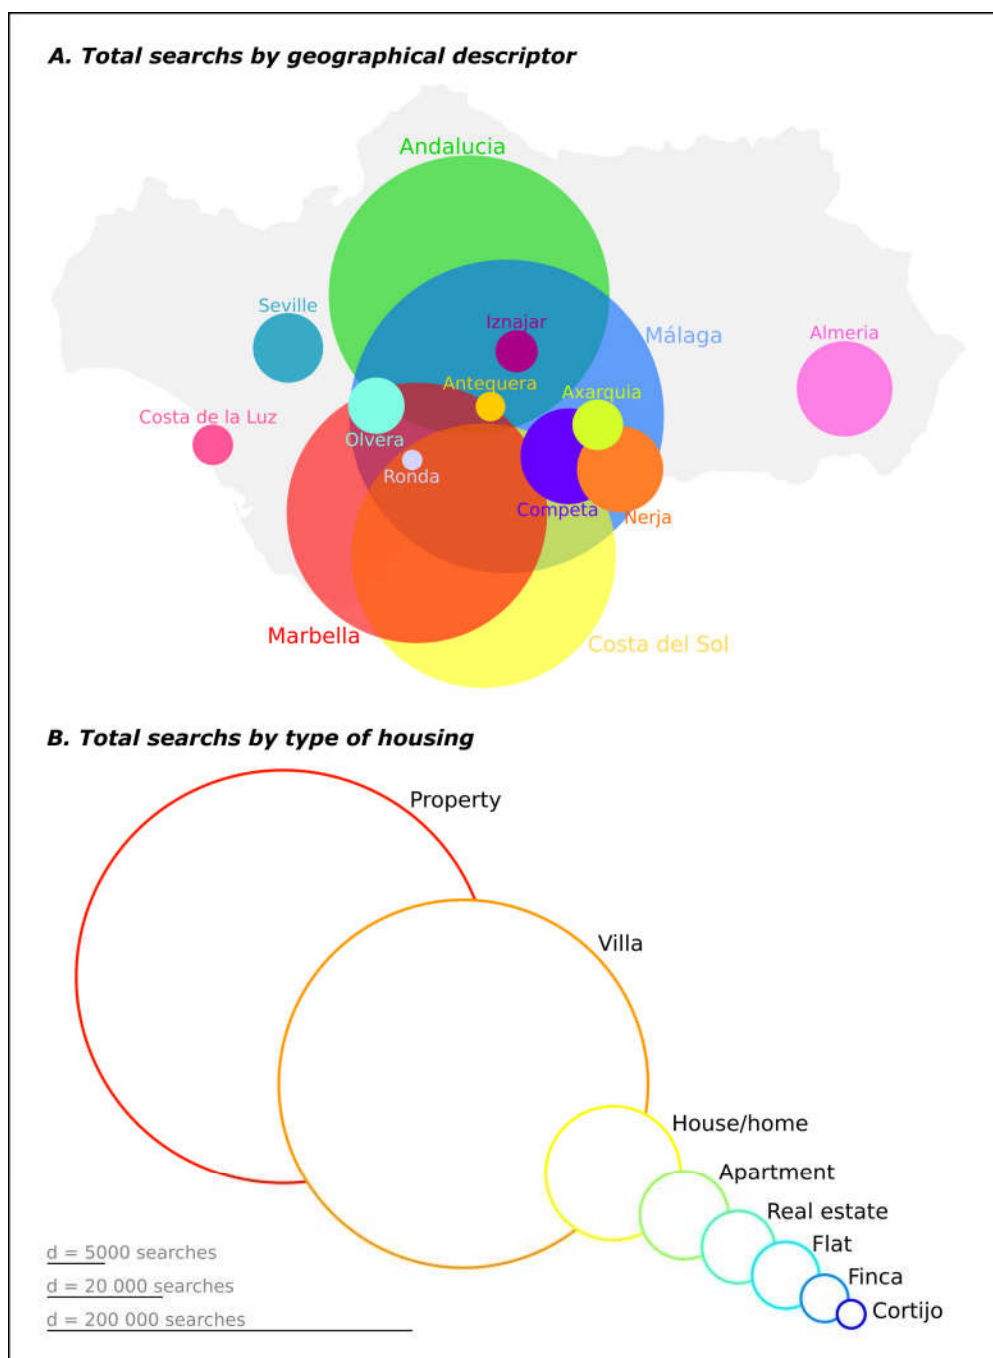 A. Total searchs by geographical descriptor
Andalucia
Seville
Iznajar
Málaga
Almeria
Antequera
Axarquia
Costa de la Luz
Olvera
Ronda
Competa
Nerja
Marbella
Costa del Sol
B. Total searchs by type of housing
Property
Villa
House/home
Apartment
Real estate
Flat
Finca
Cortijo
d = 5000 searches
d = 20 000 searches
d = 200 000 searches